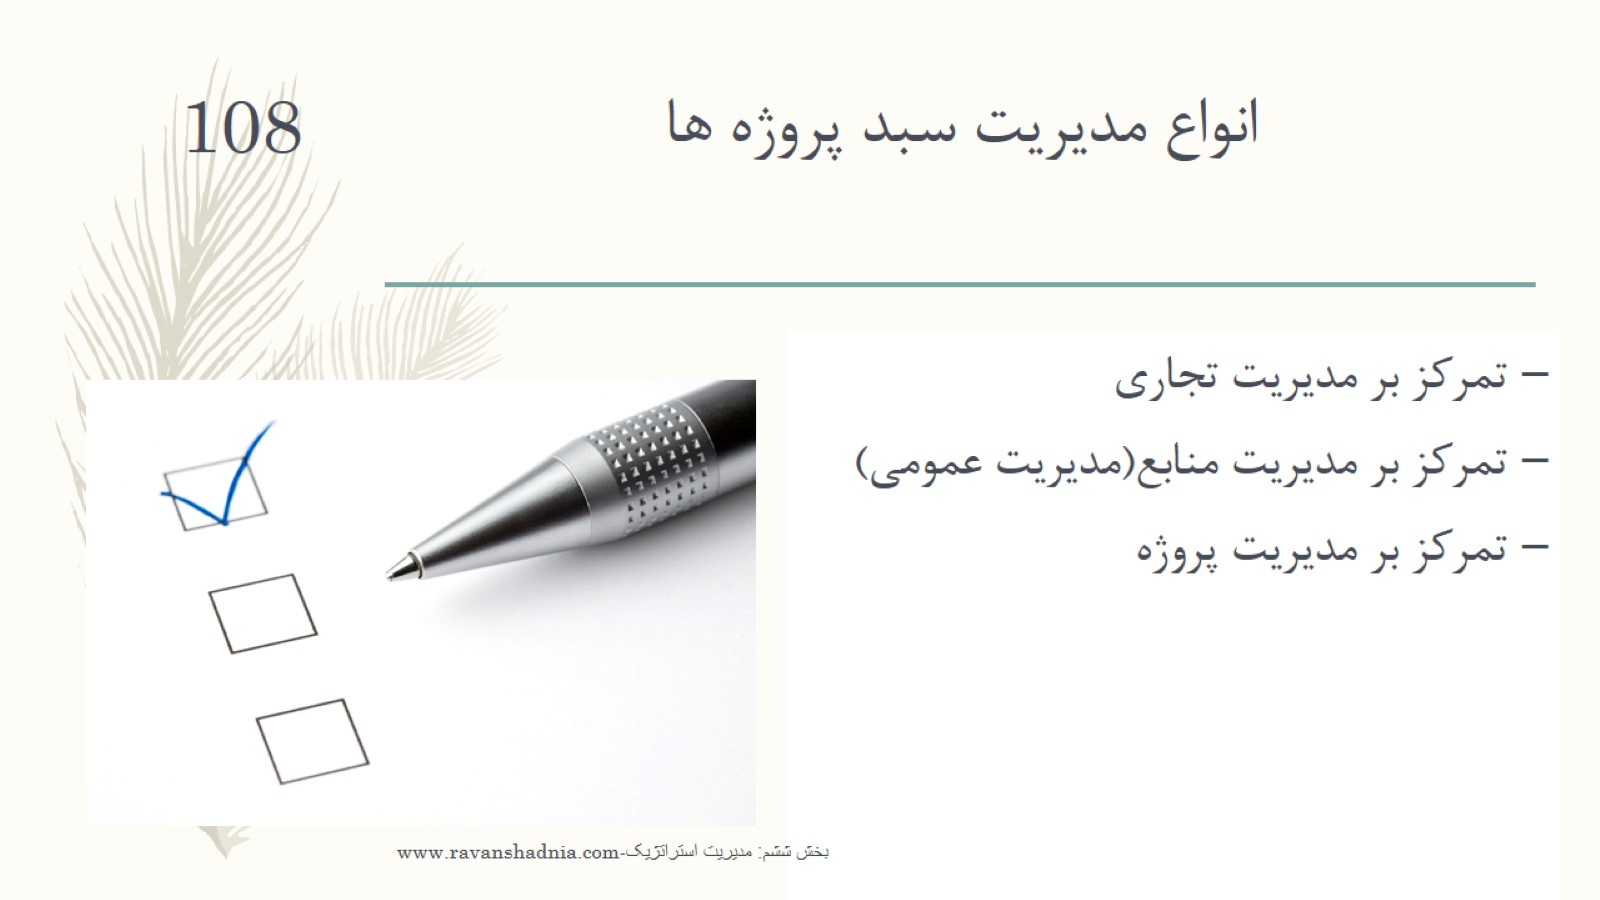 انواع مدیریت سبد پروژه ها
108
– تمرکز بر مدیریت تجاری
– تمرکز بر مدیریت منابع(مدیریت عمومی)
– تمرکز بر مدیریت پروژه
بخش ششم: مدیریت استراتژیک-www.ravanshadnia.com